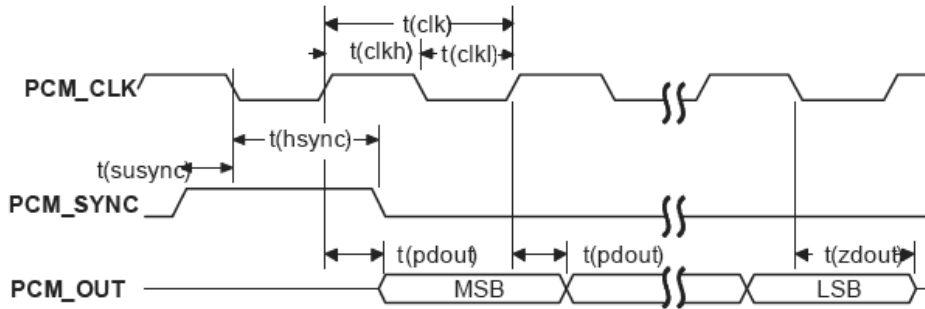 t(clk)
t(clkh) t(clkl)
PCM_CLK
t(hsync)
t(susync)
PCM_SYNC
t(pdout) t(pdout) t(zdout)
PCM_OUT MSB LSB